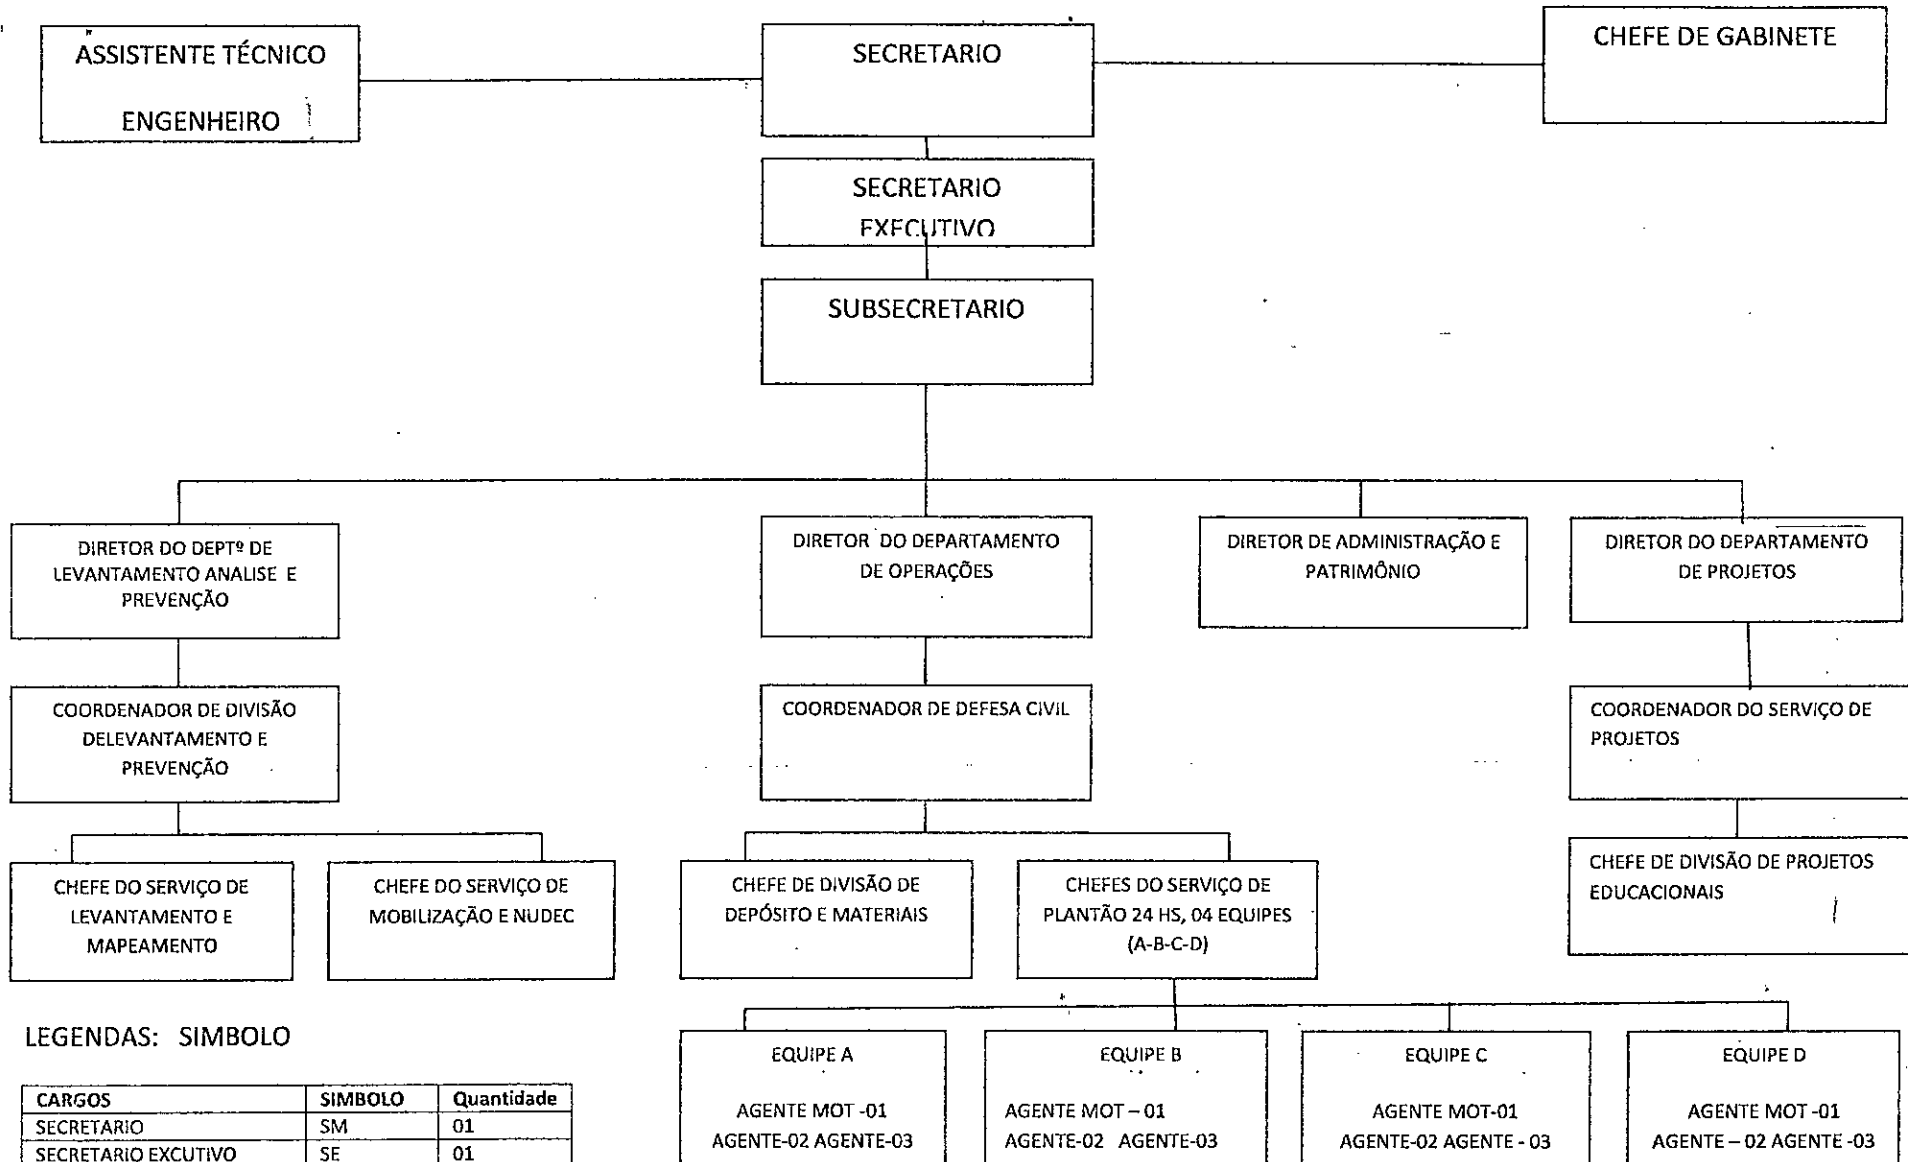 ASSISTENTE TÉCNICO
ENGENHEIRO
SECRETARIO
CHEFE DE GABINETE
SECRETARIO
EXECUTIVO
SUBSECRETARIO
DIRETOR DO DEPTº DE
LEVANTAMENTO ANALISE E
PREVENÇÃO
DIRETOR DO DEPARTAMENTO
DE OPERAÇÕES
DIRETOR DE ADMINISTRAÇÃO E
PATRIMÔNIO
DIRETOR DO DEPARTAMENTO
DE PROJETOS
COORDENADOR DE DIVISÃO
DELEVANTAMENTO E
PREVENÇÃO
COORDENADOR DE DEFESA CIVIL
COORDENADOR DO SERVIÇO DE
PROJETOS
CHEFE DO SERVIÇO DE
LEVANTAMENTO E
MAPEAMENTO
CHEFE DO SERVIÇO DE
MOBILIZAÇÃO E NUDEC
CHEFE DE DIVISÃO DE
DEPÓSITO E MATERIAIS
CHEFES DO SERVIÇO DE
PLANTÃO 24 HS, 04 EQUIPES
(A-B-C-D)
CHEFE DE DIVISÃO DE PROJETOS
EDUCACIONAIS
EQUIPE A
AGENTE MOT -01
AGENTE-02 AGENTE-03
EQUIPE B
AGENTE MOT – 01
AGENTE-02 AGENTE-03
EQUIPE C
AGENTE MOT-01
AGENTE-02 AGENTE - 03
EQUIPE D
AGENTE MOT -01
AGENTE – 02 AGENTE -03
LEGENDAS: SIMBOLO
CARGOS SIMBOLO Quantidade
SECRETARIO SM 01
SECRETARIO EXCUTIVO SE 01